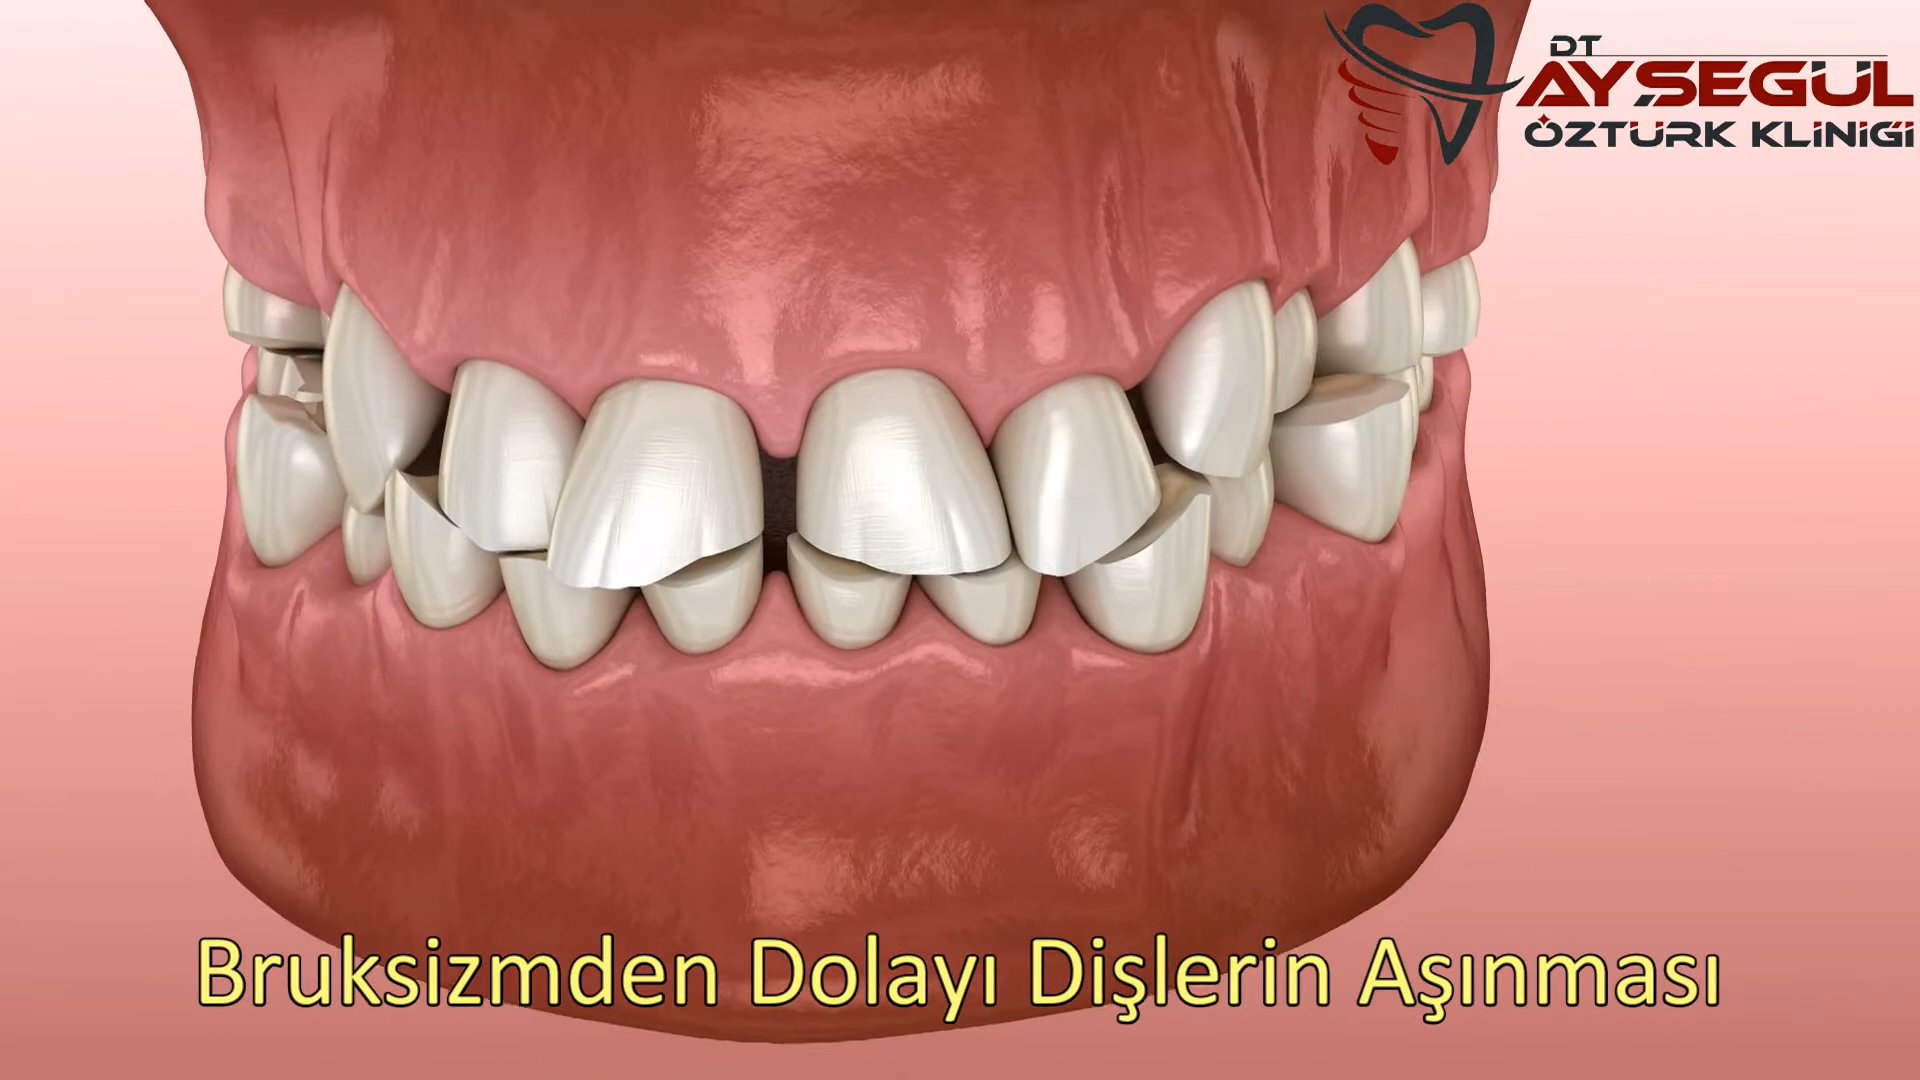 DT
AYŞEGÜL
ÖZTÜRK KLİNİĞİ
Bruksizmden Dolayı Dişlerin Aşınması